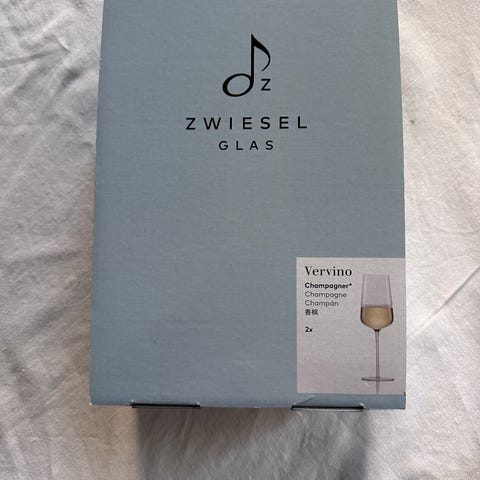 Z
ZWIESEL
GLAS
Vervino
Champagner*
Champagne
Champán
香槟
2x